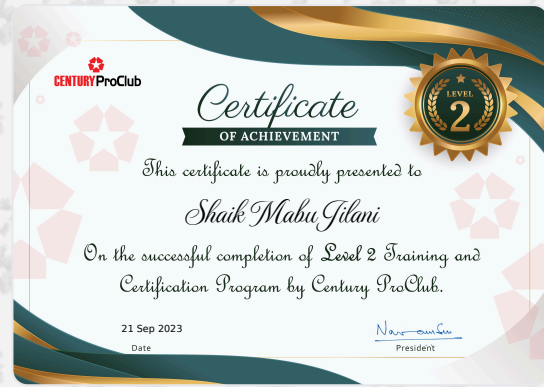 CENTURY ProClub
Certificate
OF ACHIEVEMENT
LEVEL
2
This certificate is proudly presented to
Shaik Mabu Jilani
On the successful completion of Level 2 Training and
Certification Program by Century ProClub.
21 Sep 2023
Date
President